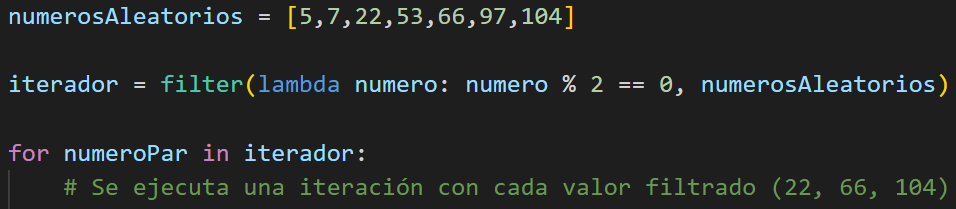 numerosAleatorios = [5,7,22,53,66,97,104]
iterador = filter(lambda numero: numero % 2 == 0, numerosAleatorios)
for numeroPar in iterador:
# Se ejecuta una iteración con cada valor filtrado (22, 66, 104)